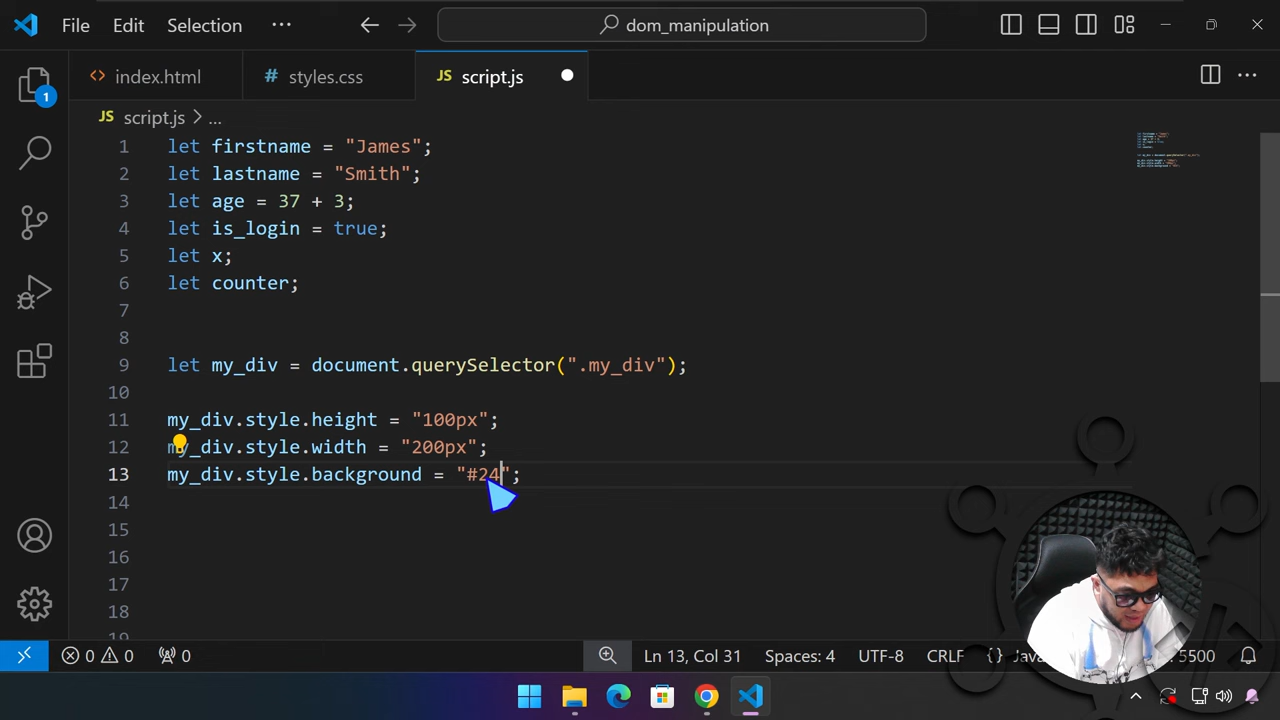 File Edit Selection ··· dom_manipulation
index.html styles.css JS script.js
1
JS script.js > ...
1 let firstname = "James";
2 let lastname = "Smith";
3 let age = 37 + 3;
4 let is_login = true;
5 let x;
6 let counter;
7
8
9 let my_div = document.querySelector(".my_div");
10
11 my_div.style.height = "100px";
12 my_div.style.width = "200px";
13 my_div.style.background = "#24";
14
15
16
17
18
19
0 0 0 Ln 13, Col 31 Spaces: 4 UTF-8 CRLF {} 5500